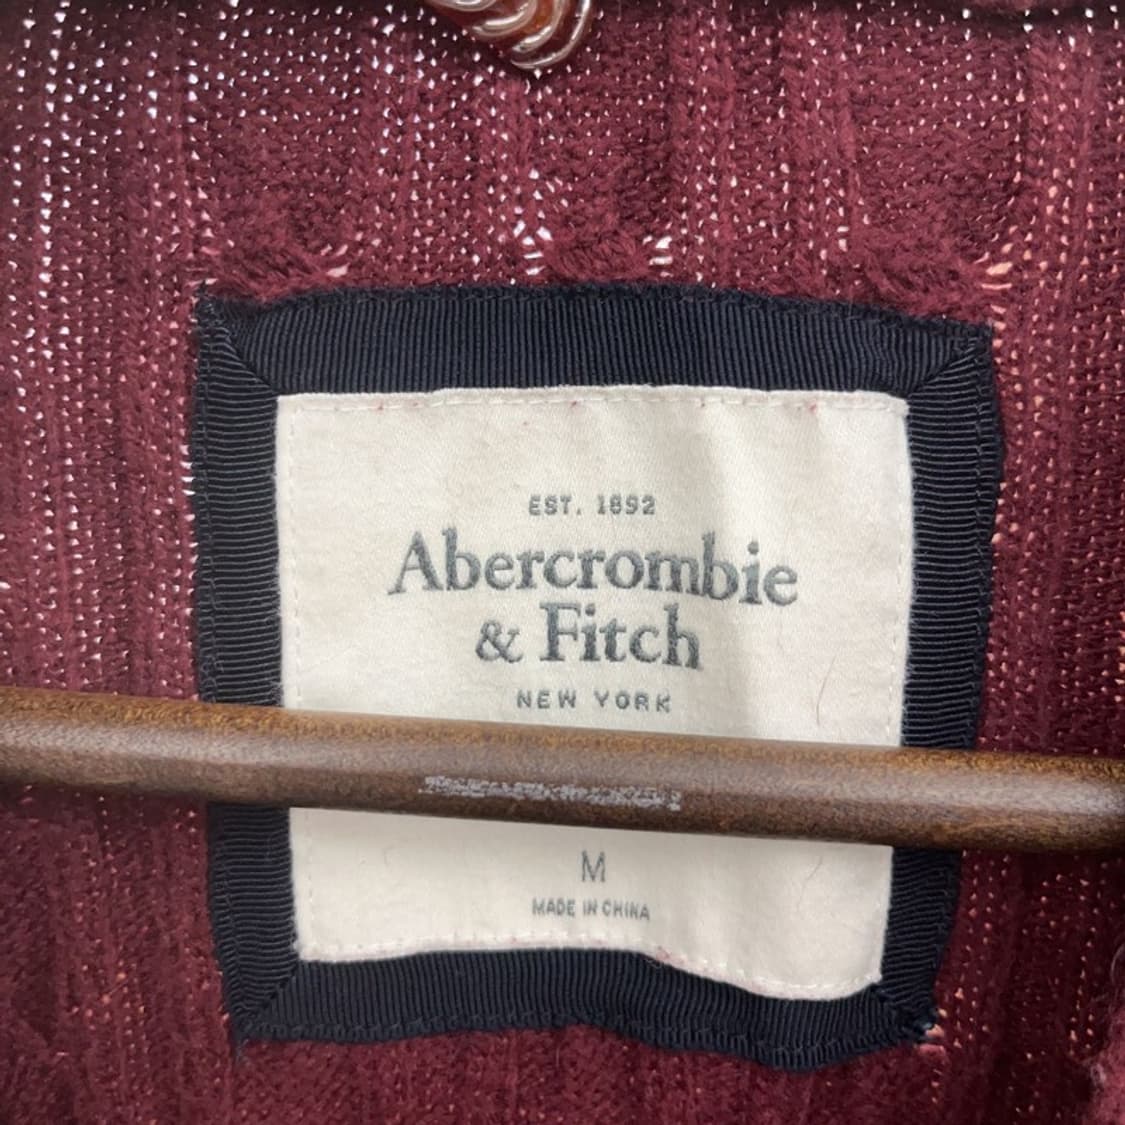 EST. 1892
Abercrombie
& Fitch
NEW YORK
M
MADE IN CHINA